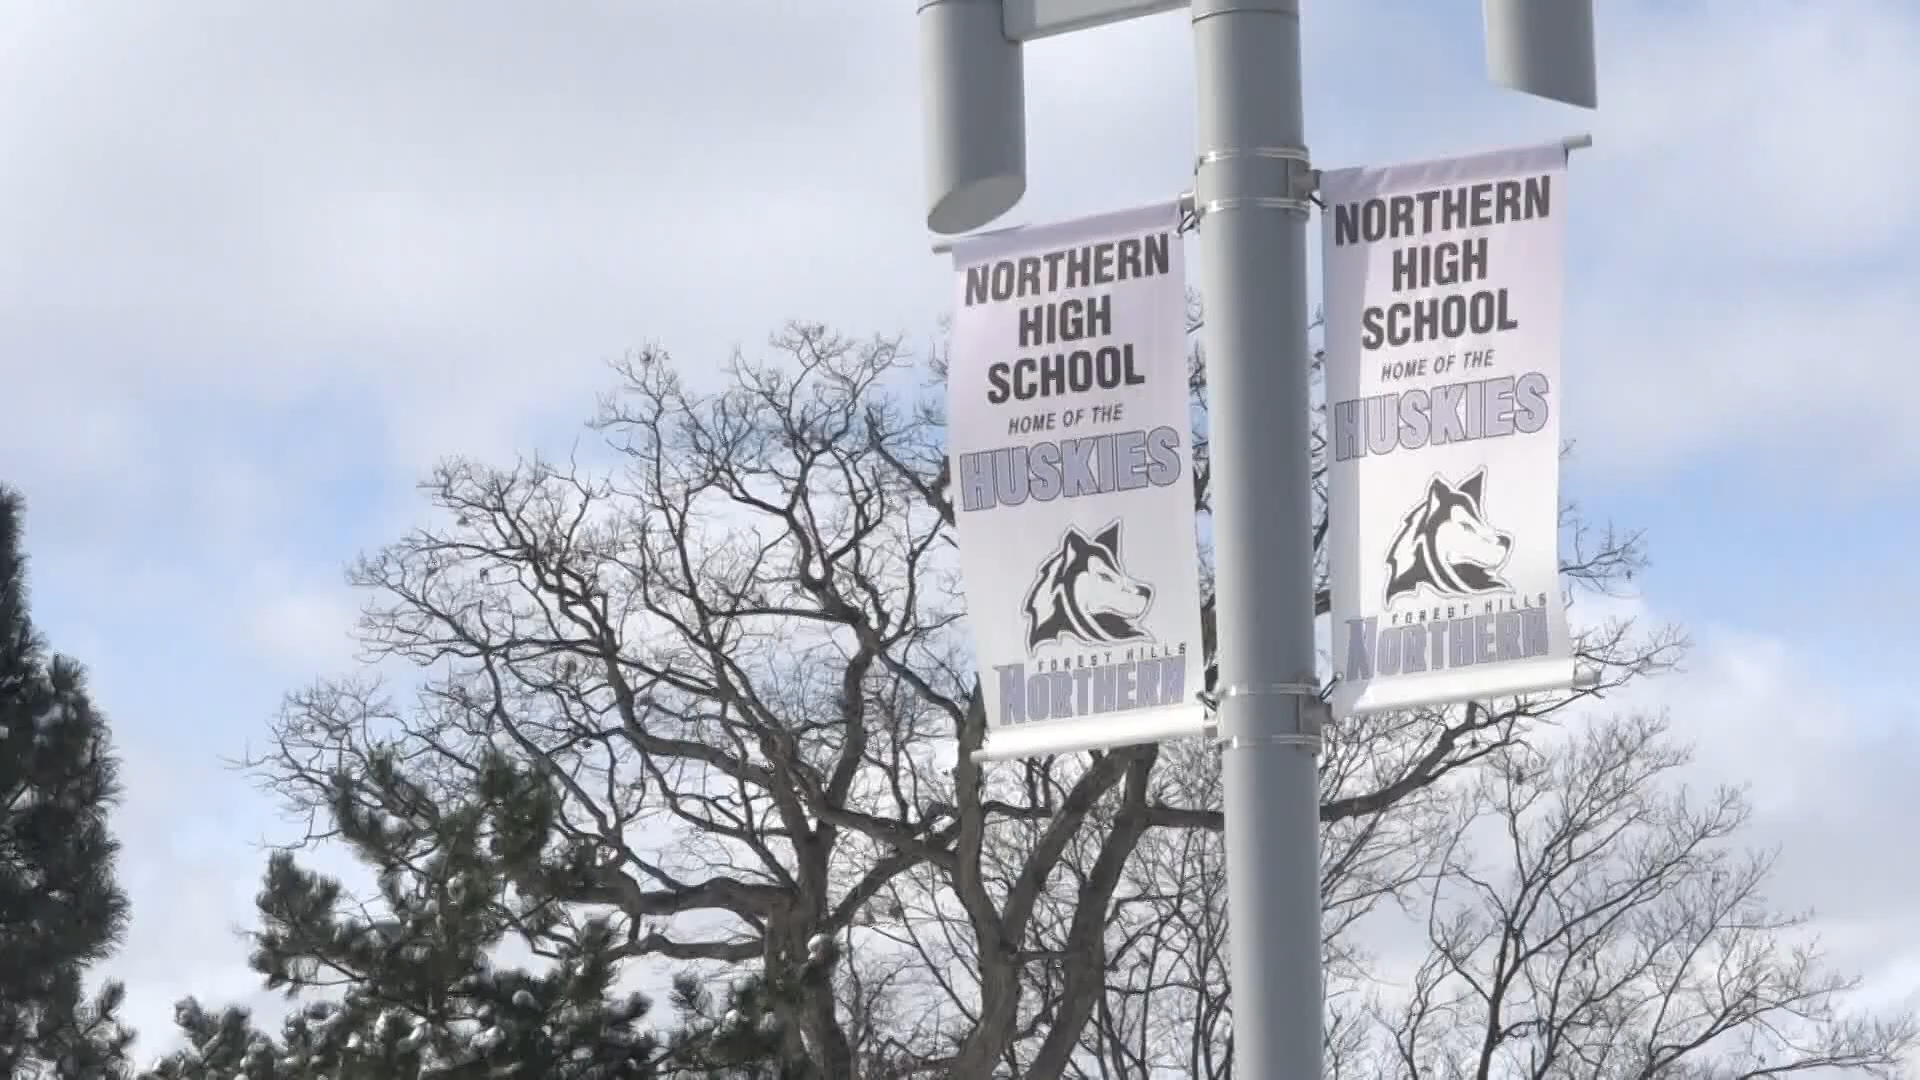 NORTHERN
HIGH
SCHOOL
HOME OF THE
HUSKIES
FOREST HILLS
NORTHERN
NORTHERN
HIGH
SCHOOL
HOME OF THE
HUSKIES
FOREST HILLS
NORTHERN